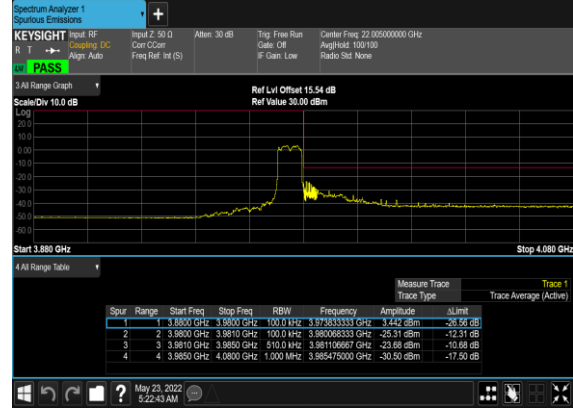 Spectrum Analyzer 1
Spurious Emissions
+
KEYSIGHT Input: RF Input Z: 50 Ω Atten: 30 dB Trig: Free Run Center Freq: 22.005000000 GHz
R T Coupling: DC Corr CCorr Gate: Off Avg|Hold: 100/100
Align: Auto Freq Ref: Int (S) IF Gain: Low Radio Std: None
PASS
3 All Range Graph Ref Lvl Offset 15.54 dB
Scale/Div 10.0 dB Ref Value 30.00 dBm
Log
20.0
10.0
0.00
-10.0
-20.0
-30.0
-40.0
-50.0
-60.0
Start 3.880 GHz Stop 4.080 GHz
4 All Range Table
Measure Trace Trace 1
Trace Type Trace Average (Active)
Spur Range Start Freq Stop Freq RBW Frequency Amplitude ΔLimit
1 1 3.8800 GHz 3.9800 GHz 100.0 kHz 3.973833333 GHz 3.442 dBm -26.56 dB
2 2 3.9800 GHz 3.9810 GHz 100.0 kHz 3.980068333 GHz -25.31 dBm -12.31 dB
3 3 3.9810 GHz 3.9850 GHz 510.0 kHz 3.981106667 GHz -23.68 dBm -10.68 dB
4 4 3.9850 GHz 4.0800 GHz 1.000 MHz 3.985475000 GHz -30.50 dBm -17.50 dB
? May 23, 2022
5:22:43 AM